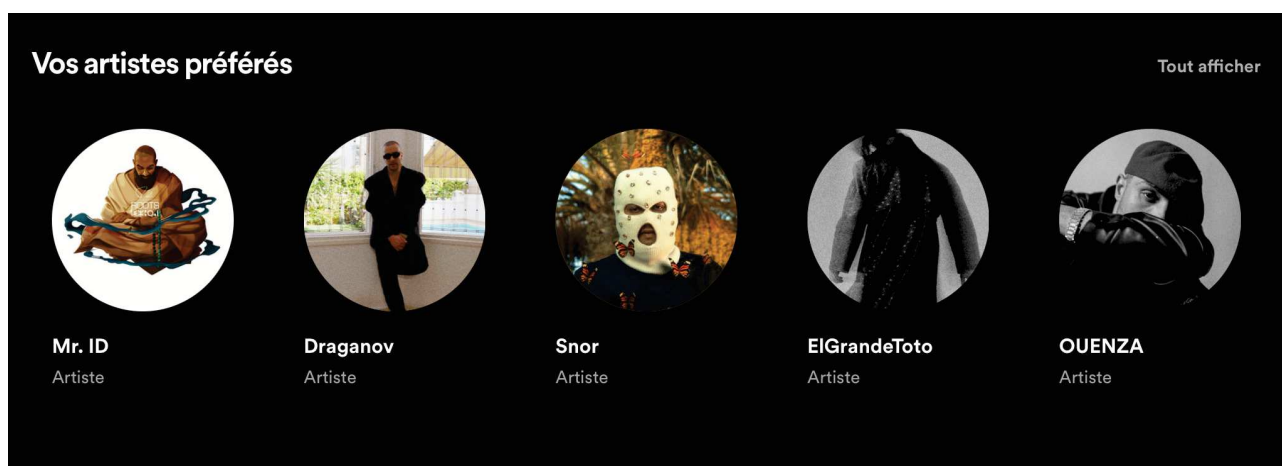 Vos artistes préférés
Tout afficher
Mr. ID
Draganov
Snor
ElGrandeToto
OUENZA
Artiste
Artiste
Artiste
Artiste
Artiste